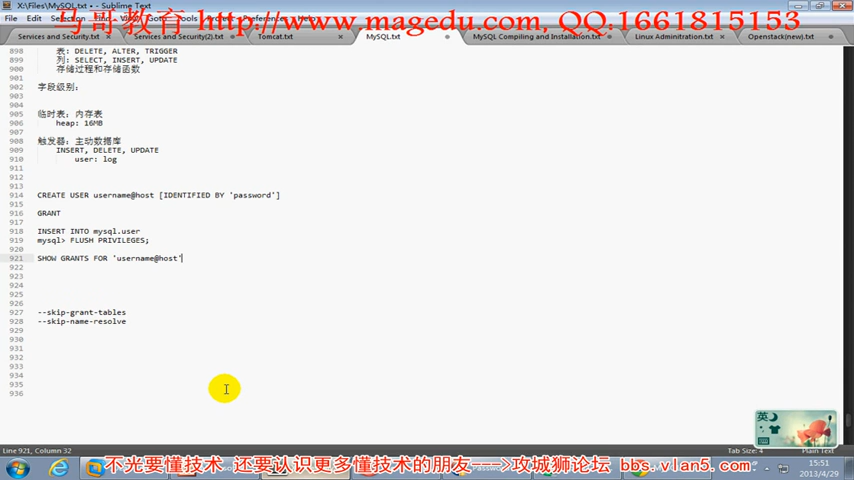 X:\Files\MySQL.txt • - Sublime Text
File Edit Selection Find View Goto Tools Project Preferences Help
马哥教育 http://www.magedu.com, QQ:1661815153
Services and Security.txt
Services and Security(2).txt
Tomcat.txt
MySQL.txt
MySQL Compiling and Installation.txt
Linux Adminitration.txt
Openstack(new).txt
898 表: DELETE, ALTER, TRIGGER
899 列: SELECT, INSERT, UPDATE
900 存储过程和存储函数
901
902 字段级别:
903
904
905 临时表: 内存表
906 heap: 16MB
907
908 触发器: 主动数据库
909 INSERT, DELETE, UPDATE
910 user: log
911
912
913
914 CREATE USER username@host [IDENTIFIED BY 'password']
915
916 GRANT
917
918 INSERT INTO mysql.user
919 mysql> FLUSH PRIVILEGES;
920
921 SHOW GRANTS FOR 'username@host'
922
923
924
925
926
927 --skip-grant-tables
928 --skip-name-resolve
929
930
931
932
933
934
935
936
英
Line 921, Column 32
Tab Size: 4
Plain Text
不光要懂技术 还要认识更多懂技术的朋友--->攻城狮论坛 bbs.vlan5.com
15:51
2013/4/29